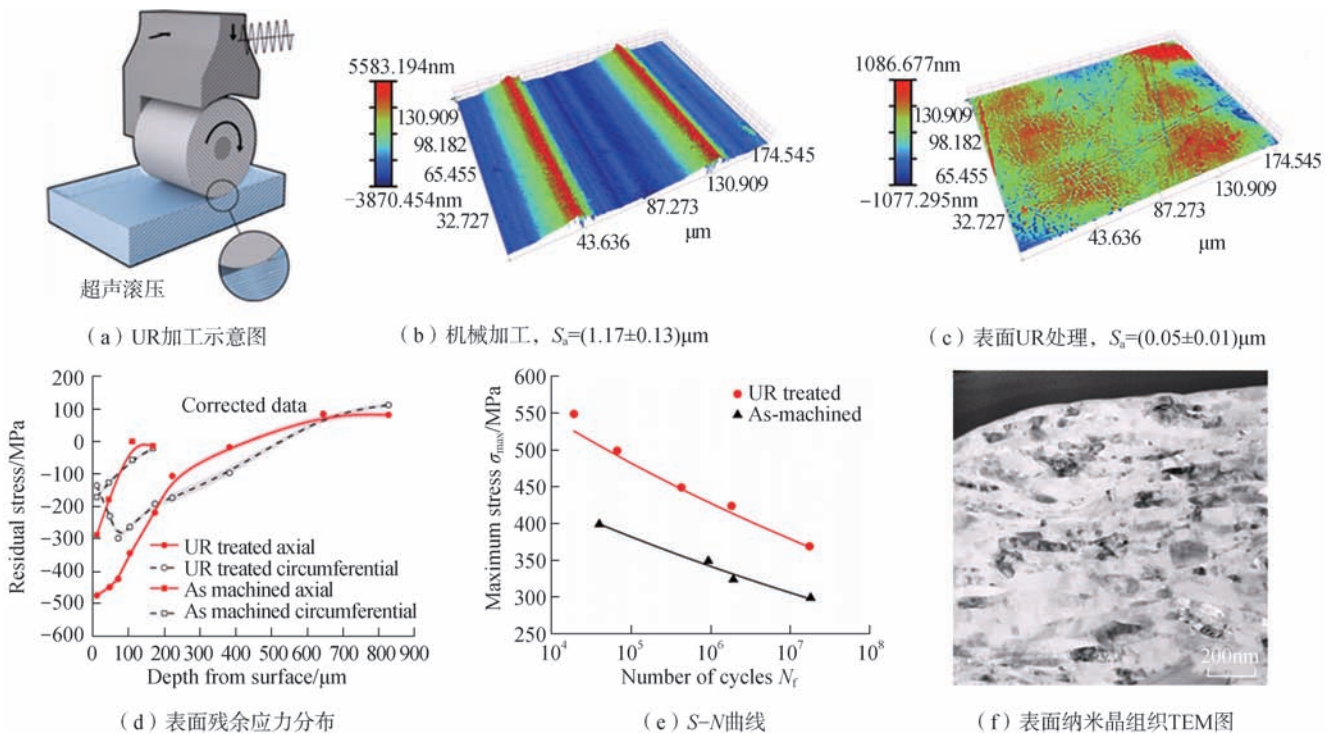 超声滚压
(a)UR加工示意图
5583.194nm
−3870.454nm
130.909
98.182
65.455
32.727
43.636
87.273
130.909
174.545
μm
(b)机械加工，Sa=(1.17±0.13)μm
1086.677nm
−1077.295nm
130.909
98.182
65.455
32.727
43.636
87.273
130.909
174.545
μm
(c)表面UR处理，Sa=(0.05±0.01)μm
Residual stress/MPa
200
100
0
−100
−200
−300
−400
−500
−600
Corrected data
UR treated axial
UR treated circumferential
As machined axial
As machined circumferential
0 100 200 300 400 500 600 700 800 900
Depth from surface/μm
(d)表面残余应力分布
Maximum stress σmax/MPa
600
550
500
450
400
350
300
250
UR treated
As-machined
10⁴ 10⁵ 10⁶ 10⁷ 10⁸
Number of cycles Nf
(e)S−N曲线
200nm
(f)表面纳米晶组织TEM图